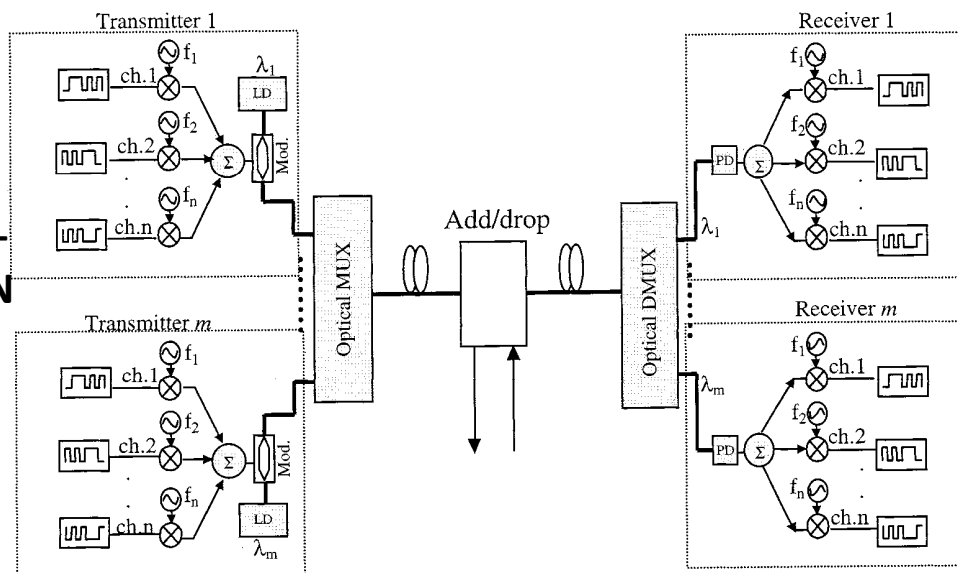 Transmitter 1
f1
ch.1
f2
ch.2
fn
ch.n
Σ
λ1
LD
Mod.
Transmitter m
f1
ch.1
f2
ch.2
fn
ch.n
Σ
Mod.
LD
λm
N
Optical MUX
Add/drop
Optical DMUX
λ1
λm
Receiver 1
PD
Σ
f1
ch.1
f2
ch.2
fn
ch.n
Receiver m
PD
Σ
f1
ch.1
f2
ch.2
fn
ch.n